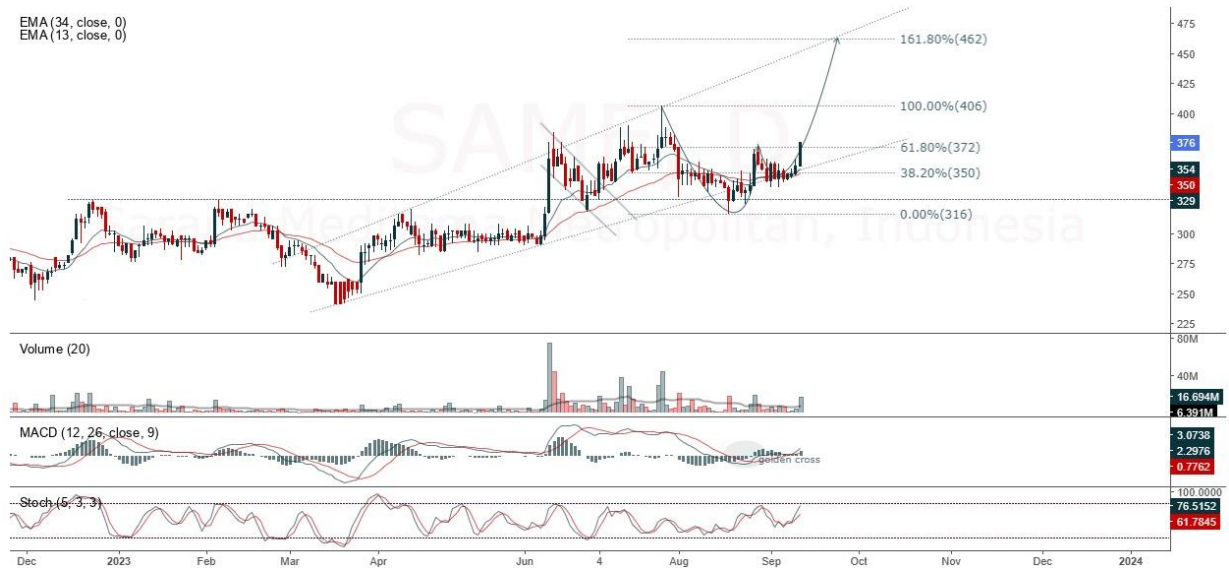 EMA (34, close, 0)
EMA (13, close, 0)
475
161.80%(462)
450
425
100.00%(406)
400
376
61.80%(372)
354
38.20%(350)
350
329
0.00%(316)
300
275
250
225
Volume (20)
80M
40M
16.694M
6.391M
MACD (12, 26, close, 9)
3.0738
2.2976
0.7762
golden cross
Stoch (5, 3, 3)
100.0000
76.5152
61.7845
Dec 2023 Feb Mar Apr Jun 4 Aug Sep Oct Nov Dec 2024